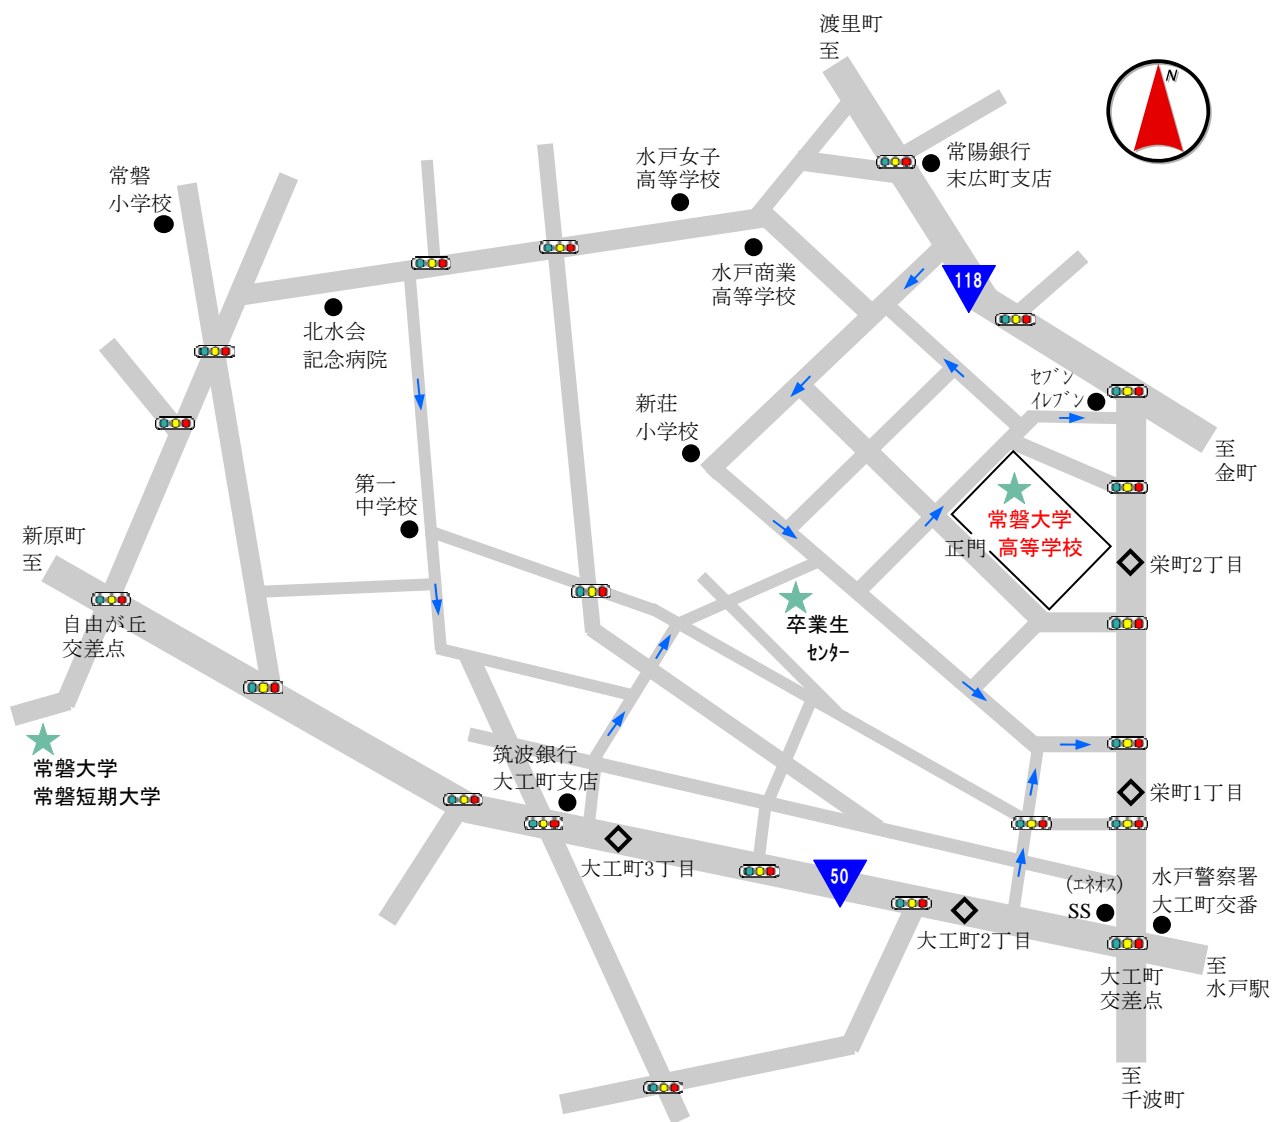 渡里町
至
N
常陽銀行
末広町支店
水戸女子
高等学校
常磐
小学校
水戸商業
高等学校
118
北水会
記念病院
ｾﾌﾞﾝ
ｲﾚﾌﾞﾝ
新荘
小学校
至
金町
第一
中学校
常磐大学
高等学校
正門
新原町
至
栄町2丁目
自由が丘
交差点
卒業生
ｾﾝﾀｰ
筑波銀行
大工町支店
常磐大学
常磐短期大学
栄町1丁目
大工町3丁目
50
(ｴﾈｵｽ)
SS
水戸警察署
大工町交番
大工町2丁目
至
水戸駅
大工町
交差点
至
千波町